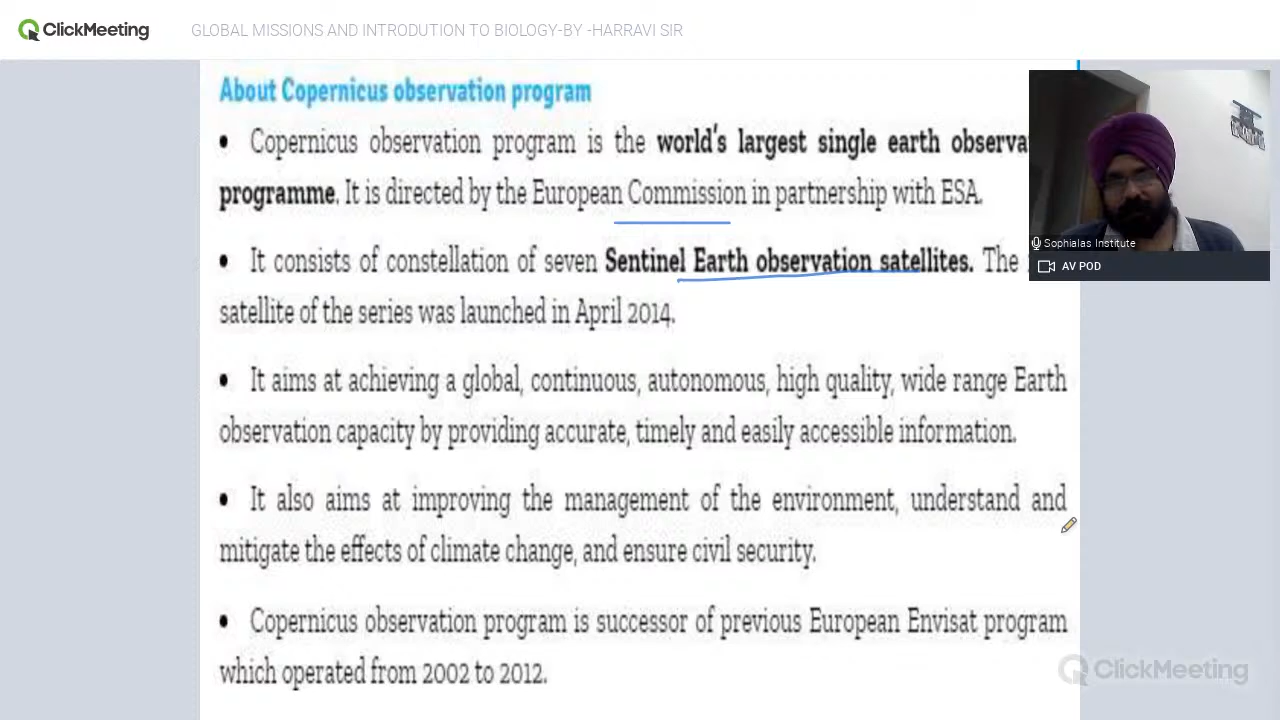 ClickMeeting
GLOBAL MISSIONS AND INTRODUTION TO BIOLOGY-BY -HARRAVI SIR
About Copernicus observation program
• Copernicus observation program is the world's largest single earth observa
programme. It is directed by the European Commission in partnership with ESA.
• It consists of constellation of seven Sentinel Earth observation satellites. The
satellite of the series was launched in April 2014.
• It aims at achieving a global, continuous, autonomous, high quality, wide range Earth
observation capacity by providing accurate, timely and easily accessible information.
• It also aims at improving the management of the environment, understand and
mitigate the effects of climate change, and ensure civil security.
• Copernicus observation program is successor of previous European Envisat program
which operated from 2002 to 2012.
Sophialas Institute
AV POD
ClickMeeting